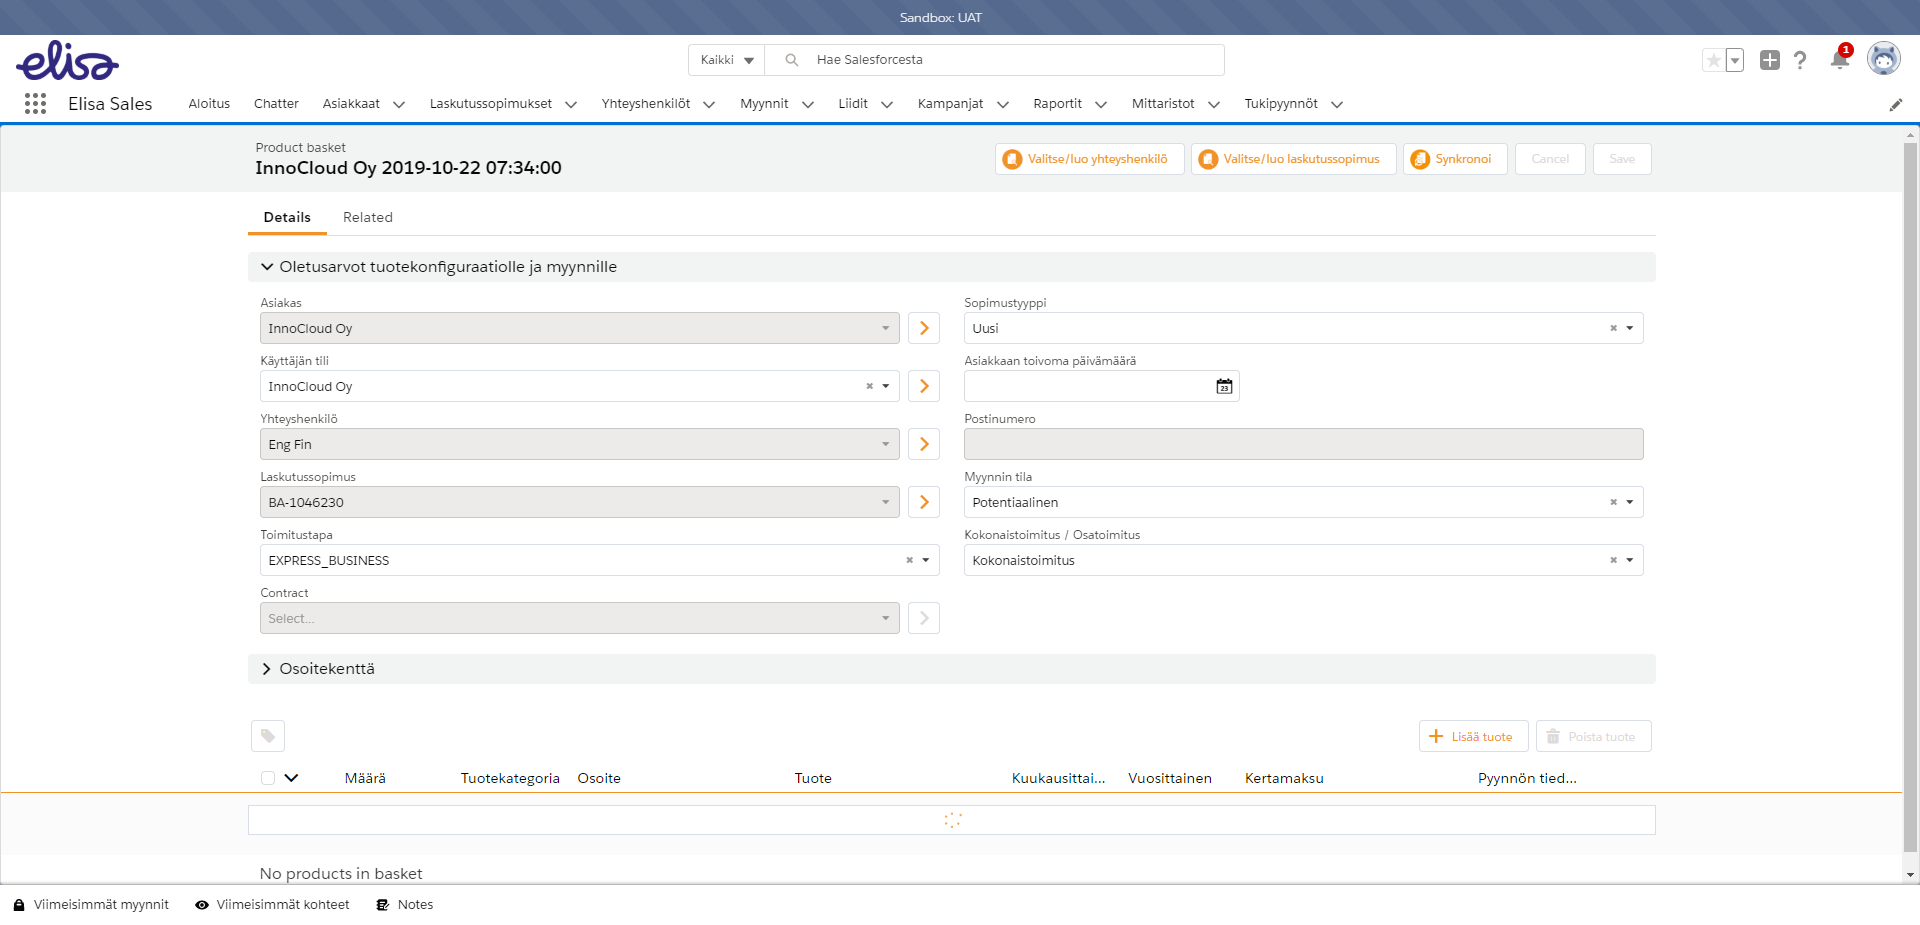 Sandbox: UAT
elisa
Kaikki
Hae Salesforcesta
1
Elisa Sales
Aloitus
Chatter
Asiakkaat
Laskutussopimukset
Yhteyshenkilöt
Myynnit
Liidit
Kampanjat
Raportit
Mittaristot
Tukipyynnöt
Product basket
InnoCloud Oy 2019-10-22 07:34:00
Valitse/luo yhteyshenkilö
Valitse/luo laskutussopimus
Synkronoi
Cancel
Save
Details
Related
Oletusarvot tuotekonfiguraatiolle ja myynnille
Asiakas
InnoCloud Oy
Sopimustyyppi
Uusi
Käyttäjän tili
InnoCloud Oy
Asiakkaan toivoma päivämäärä
23
Yhteyshenkilö
Eng Fin
Postinumero
Laskutussopimus
BA-1046230
Myynnin tila
Potentiaalinen
Toimitustapa
EXPRESS_BUSINESS
Kokonaistoimitus / Osatoimitus
Kokonaistoimitus
Contract
Select...
Osoitekenttä
Lisää tuote
Poista tuote
Määrä
Tuotekategoria
Osoite
Tuote
Kuukausittai...
Vuosittainen
Kertamaksu
Pyynnön tied...
No products in basket
Viimeisimmät myynnit
Viimeisimmät kohteet
Notes